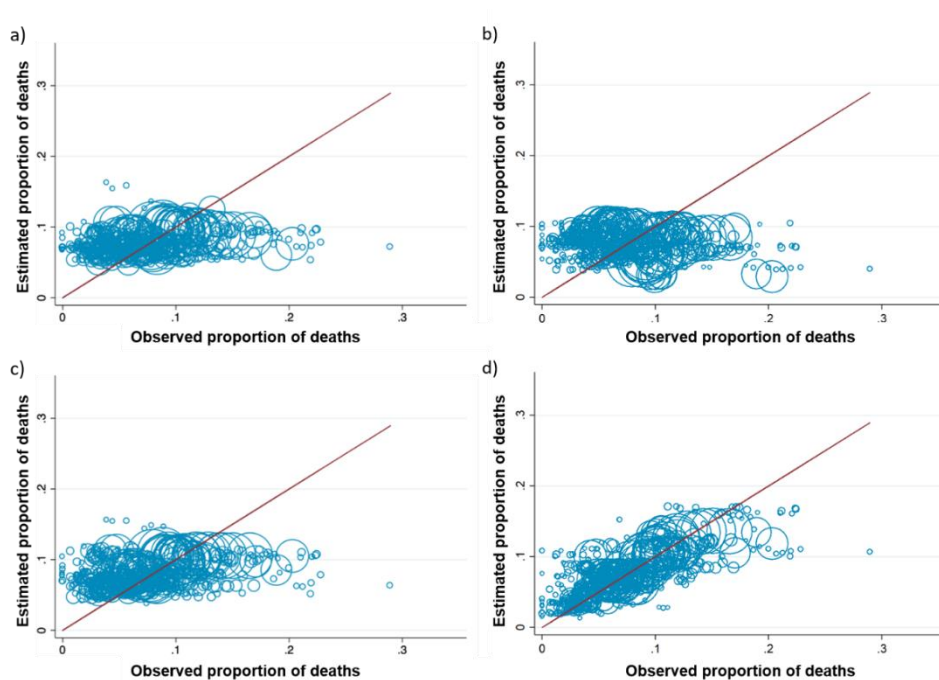 a)
Estimated proportion of deaths
.3
.2
.1
0
0
.1
.2
.3
Observed proportion of deaths
b)
Estimated proportion of deaths
.3
.2
.1
0
0
.1
.2
.3
Observed proportion of deaths
c)
Estimated proportion of deaths
.3
.2
.1
0
0
.1
.2
.3
Observed proportion of deaths
d)
Estimated proportion of deaths
.3
.2
.1
0
0
.1
.2
.3
Observed proportion of deaths